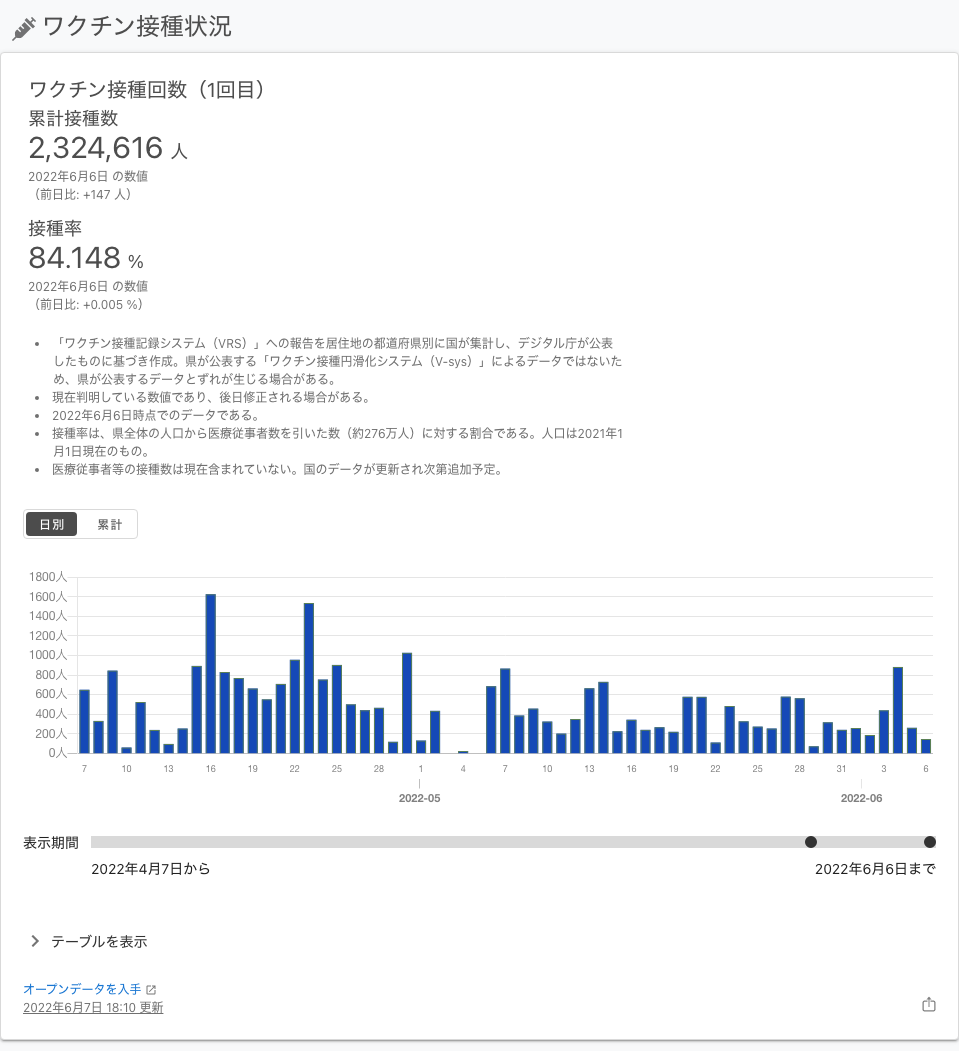 ワクチン接種状況
ワクチン接種回数（1回目）
累計接種数
2,324,616 人
2022年6月6日 の数値
（前日比: +147 人）
接種率
84.148 %
2022年6月6日 の数値
（前日比: +0.005 %）
• 「ワクチン接種記録システム（VRS）」への報告を居住地の都道府県別に国が集計し、デジタル庁が公表
したものに基づき作成。県が公表する「ワクチン接種円滑化システム（V-sys）」によるデータではないた
め、県が公表するデータとずれが生じる場合がある。
• 現在判明している数値であり、後日修正される場合がある。
• 2022年6月6日時点でのデータである。
• 接種率は、県全体の人口から医療従事者数を引いた数（約276万人）に対する割合である。人口は2021年1
月1日現在のもの。
• 医療従事者等の接種数は現在含まれていない。国のデータが更新され次第追加予定。
日別 累計
1800人
1600人
1400人
1200人
1000人
800人
600人
400人
200人
0人
7 10 13 16 19 22 25 28 1 4 7 10 13 16 19 22 25 28 31 3 6
2022-05 2022-06
表示期間
2022年4月7日から 2022年6月6日まで
テーブルを表示
オープンデータを入手
2022年6月7日 18:10 更新